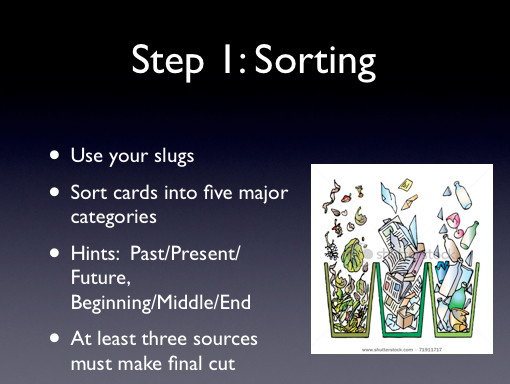 Step 1: Sorting
• Use your slugs
• Sort cards into five major
categories
• Hints:  Past/Present/
Future,
Beginning/Middle/End
• At least three sources
must make final cut
www.shutterstock.com · 71911717